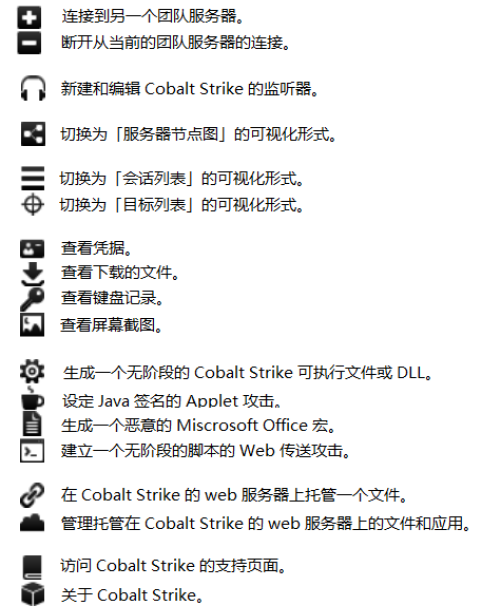 连接到另一个团队服务器。
断开从当前的团队服务器的连接。
新建和编辑 Cobalt Strike 的监听器。
切换为「服务器节点图」的可视化形式。
切换为「会话列表」的可视化形式。
切换为「目标列表」的可视化形式。
查看凭据。
查看下载的文件。
查看键盘记录。
查看屏幕截图。
生成一个无阶段的 Cobalt Strike 可执行文件或 DLL。
设定 Java 签名的 Applet 攻击。
生成一个恶意的 Miscrosoft Office 宏。
建立一个无阶段的脚本的 Web 传送攻击。
在 Cobalt Strike 的 web 服务器上托管一个文件。
管理托管在 Cobalt Strike 的 web 服务器上的文件和应用。
访问 Cobalt Strike 的支持页面。
关于 Cobalt Strike。